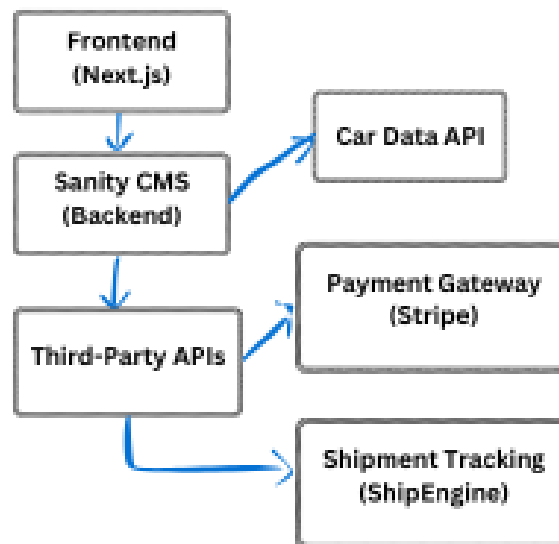 Frontend
(Next.js)
Car Data API
Sanity CMS
(Backend)
Payment Gateway
(Stripe)
Third-Party APIs
Shipment Tracking
(ShipEngine)